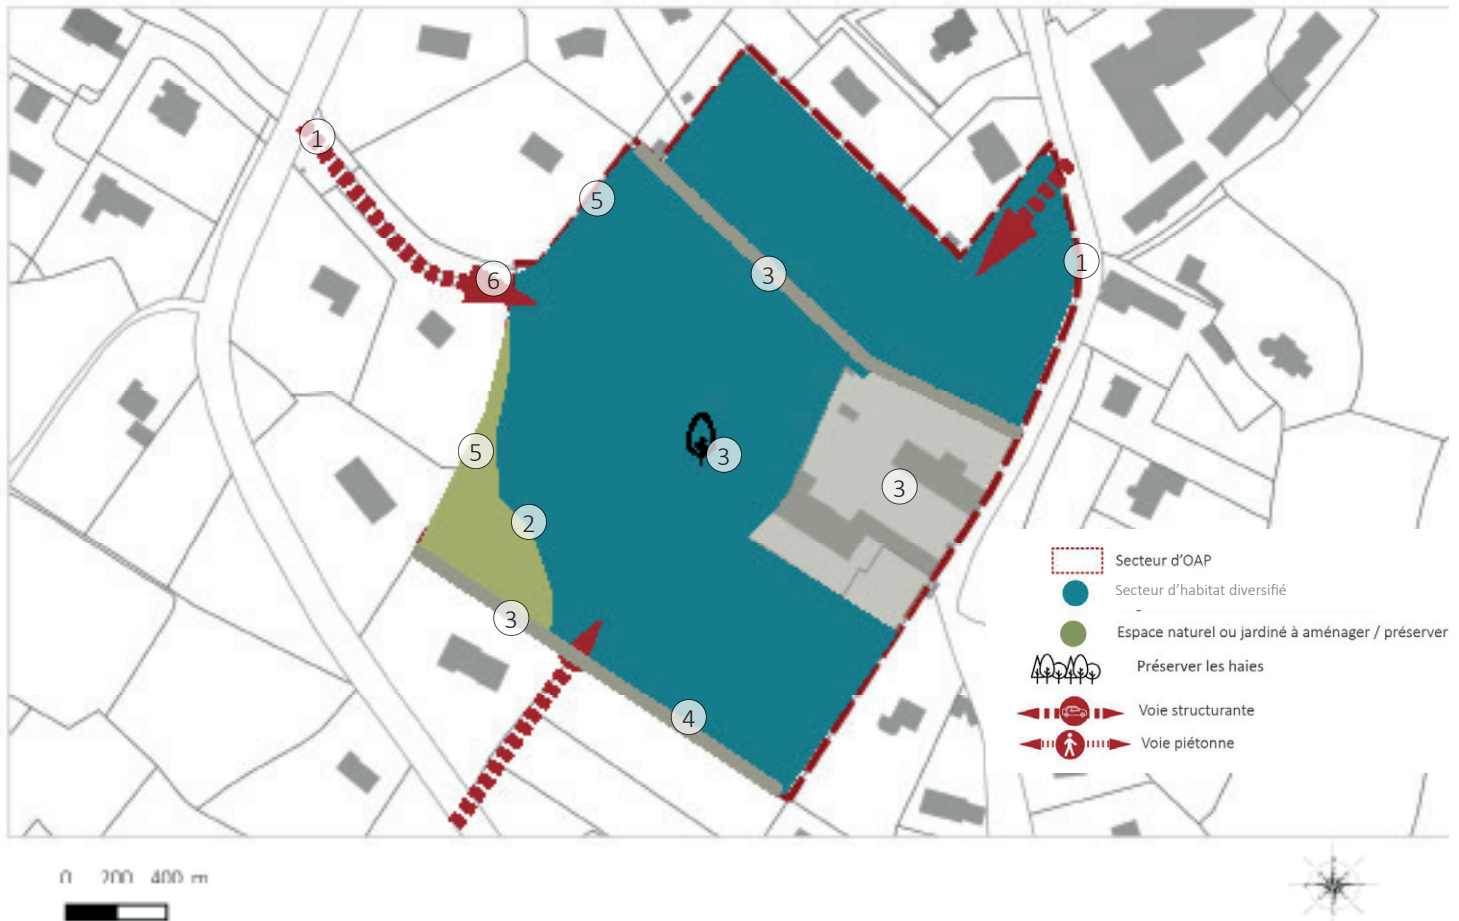 1
5
3
1
6
3
5
3
2
3
4
Secteur d'OAP
Secteur d'habitat diversifié
Espace naturel ou jardiné à aménager / préserver
Préserver les haies
Voie structurante
Voie piétonne
0 200 400 m